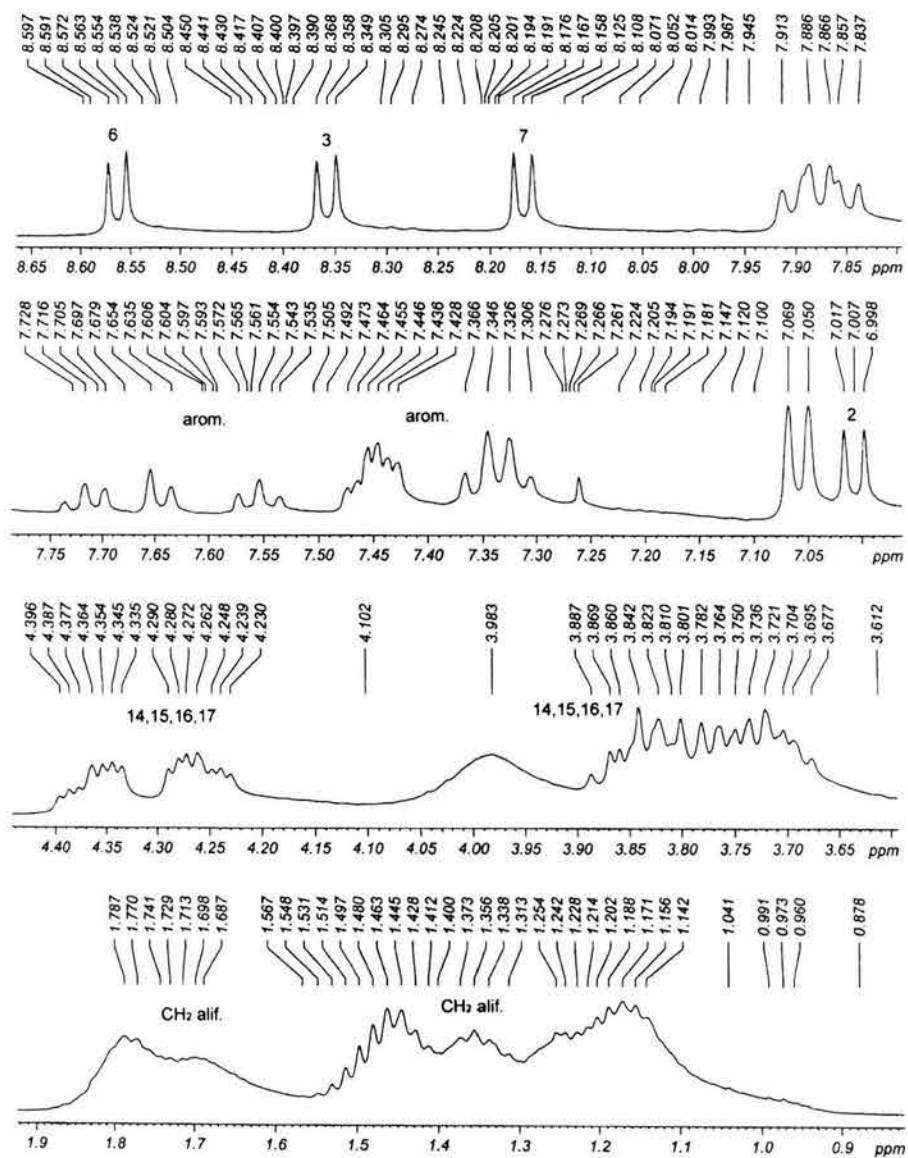 8.597 8.591 8.572 8.563 8.554 8.538 8.524 8.521 8.504 8.450 8.441 8.430 8.417 8.407 8.400 8.397 8.390 8.368 8.358 8.349 8.305 8.295 8.274 8.245 8.224 8.208 8.205 8.201 8.194 8.191 8.176 8.167 8.158 8.125 8.108 8.071 8.052 8.014 7.993 7.967 7.945 7.913 7.886 7.866 7.857 7.837
6 3 7
8.65 8.60 8.55 8.50 8.45 8.40 8.35 8.30 8.25 8.20 8.15 8.10 8.05 8.00 7.95 7.90 7.85 ppm
7.728 7.716 7.705 7.697 7.679 7.654 7.635 7.606 7.604 7.597 7.593 7.572 7.565 7.561 7.554 7.543 7.535 7.505 7.492 7.473 7.464 7.455 7.446 7.436 7.428 7.366 7.346 7.326 7.306 7.276 7.273 7.269 7.266 7.261 7.224 7.205 7.194 7.191 7.181 7.147 7.120 7.100 7.069 7.050 7.017 7.007 6.998
arom. arom. 2
7.75 7.70 7.65 7.60 7.55 7.50 7.45 7.40 7.35 7.30 7.25 7.20 7.15 7.10 7.05 ppm
4.396 4.387 4.377 4.364 4.354 4.345 4.335 4.290 4.280 4.272 4.262 4.248 4.239 4.230 4.102 3.983 3.887 3.869 3.860 3.842 3.823 3.810 3.801 3.782 3.764 3.750 3.736 3.721 3.704 3.695 3.677 3.612
14,15,16,17 14,15,16,17
4.40 4.35 4.30 4.25 4.20 4.15 4.10 4.05 4.00 3.95 3.90 3.85 3.80 3.75 3.70 3.65 ppm
1.787 1.770 1.741 1.729 1.713 1.698 1.687 1.567 1.548 1.531 1.514 1.497 1.480 1.463 1.445 1.428 1.412 1.400 1.373 1.356 1.338 1.313 1.254 1.242 1.228 1.214 1.202 1.188 1.171 1.156 1.142 1.041 0.991 0.973 0.960 0.878
CH₂ alif. CH₂ alif.
1.9 1.8 1.7 1.6 1.5 1.4 1.3 1.2 1.1 1.0 0.9 ppm